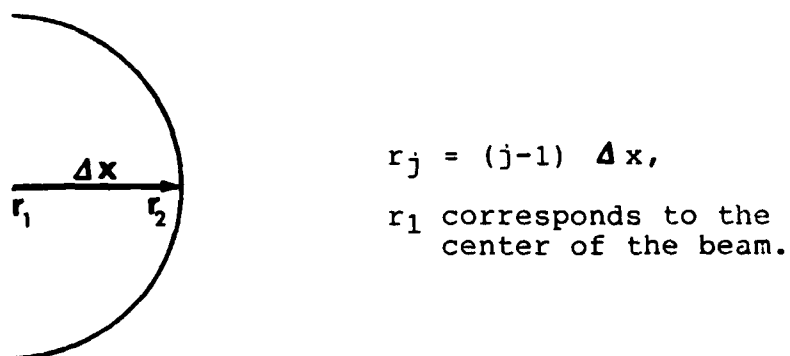 Δx
r₁ r₂
rⱼ = (j-1) Δx,
r₁ corresponds to the
center of the beam.